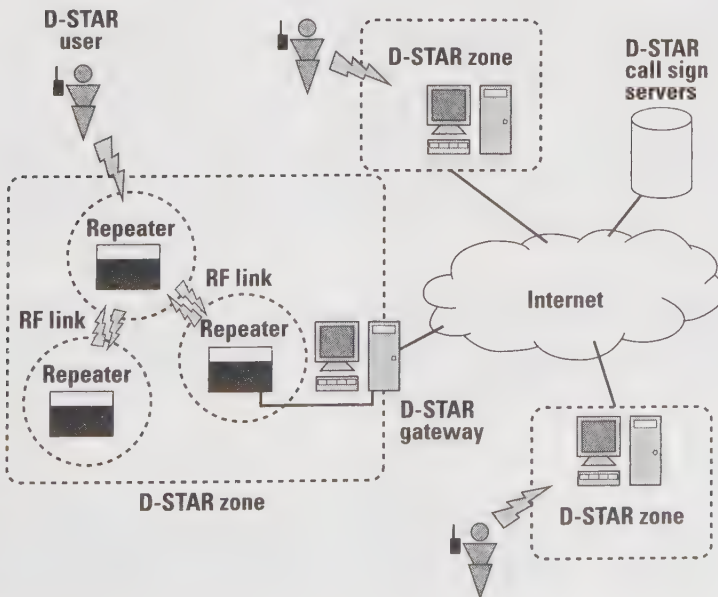 D-STAR
user
D-STAR zone
D-STAR
call sign
servers
Repeater
RF link
RF link
Repeater
Repeater
Internet
D-STAR
gateway
D-STAR zone
D-STAR zone